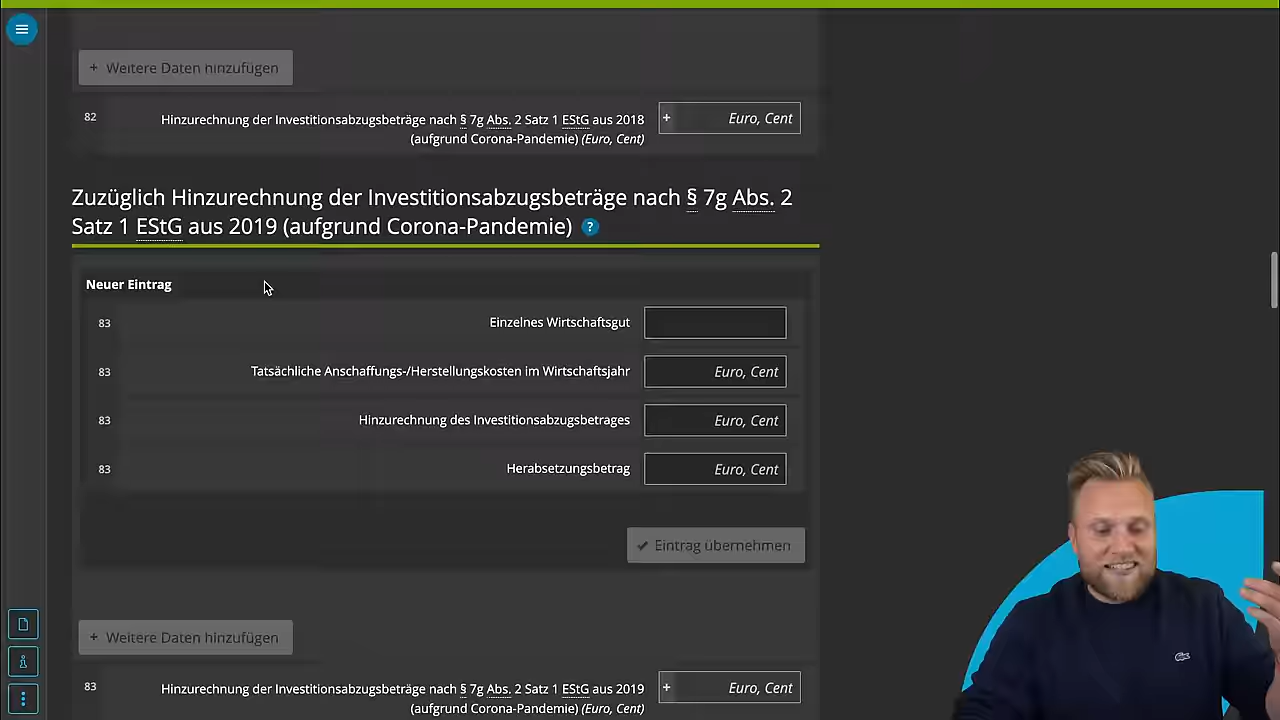 + Weitere Daten hinzufügen
82
Hinzurechnung der Investitionsabzugsbeträge nach § 7g Abs. 2 Satz 1 EStG aus 2018
(aufgrund Corona-Pandemie) (Euro, Cent)
+ Euro, Cent
Zuzüglich Hinzurechnung der Investitionsabzugsbeträge nach § 7g Abs. 2
Satz 1 EStG aus 2019 (aufgrund Corona-Pandemie) ?
Neuer Eintrag
83 Einzelnes Wirtschaftsgut
83 Tatsächliche Anschaffungs-/Herstellungskosten im Wirtschaftsjahr Euro, Cent
83 Hinzurechnung des Investitionsabzugsbetrages Euro, Cent
83 Herabsetzungsbetrag Euro, Cent
Eintrag übernehmen
+ Weitere Daten hinzufügen
83
Hinzurechnung der Investitionsabzugsbeträge nach § 7g Abs. 2 Satz 1 EStG aus 2019
(aufgrund Corona-Pandemie) (Euro, Cent)
+ Euro, Cent